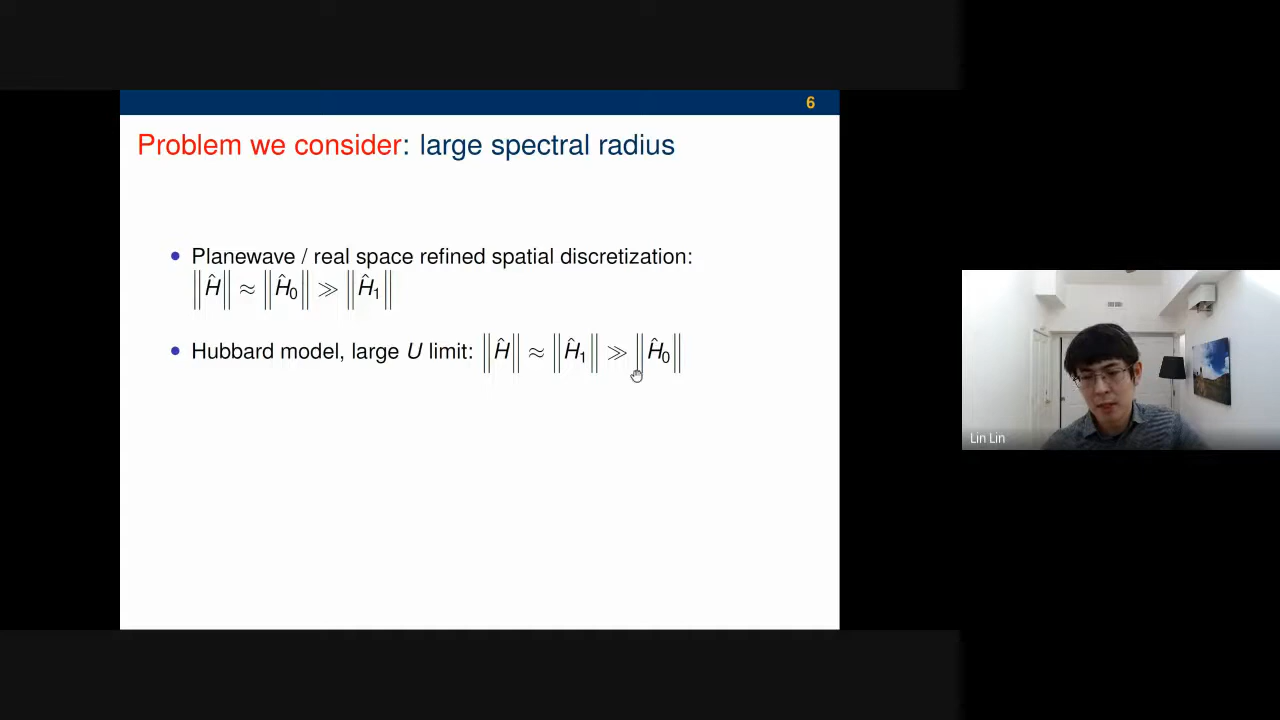 6
Problem we consider: large spectral radius
• Planewave / real space refined spatial discretization:
‖Ĥ‖ ≈ ‖Ĥ₀‖ ≫ ‖Ĥ₁‖
• Hubbard model, large U limit: ‖Ĥ‖ ≈ ‖Ĥ₁‖ ≫ ‖Ĥ₀‖
Lin Lin